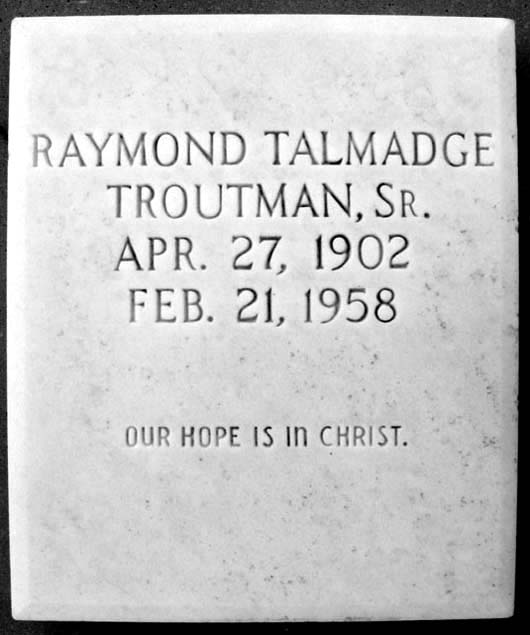 RAYMOND TALMADGE
TROUTMAN, SR.
APR. 27, 1902
FEB. 21, 1958
OUR HOPE IS In CHRIST.